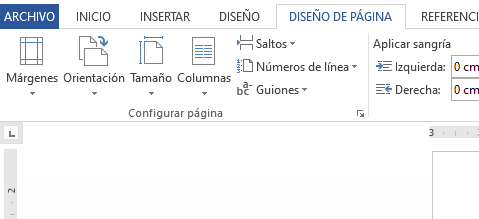 ARCHIVO INICIO INSERTAR DISEÑO DISEÑO DE PÁGINA REFERENCI
Márgenes Orientación Tamaño Columnas
Saltos
Números de línea
Guiones
Configurar página
Aplicar sangría
Izquierda: 0 cm
Derecha: 0 cm
3
2